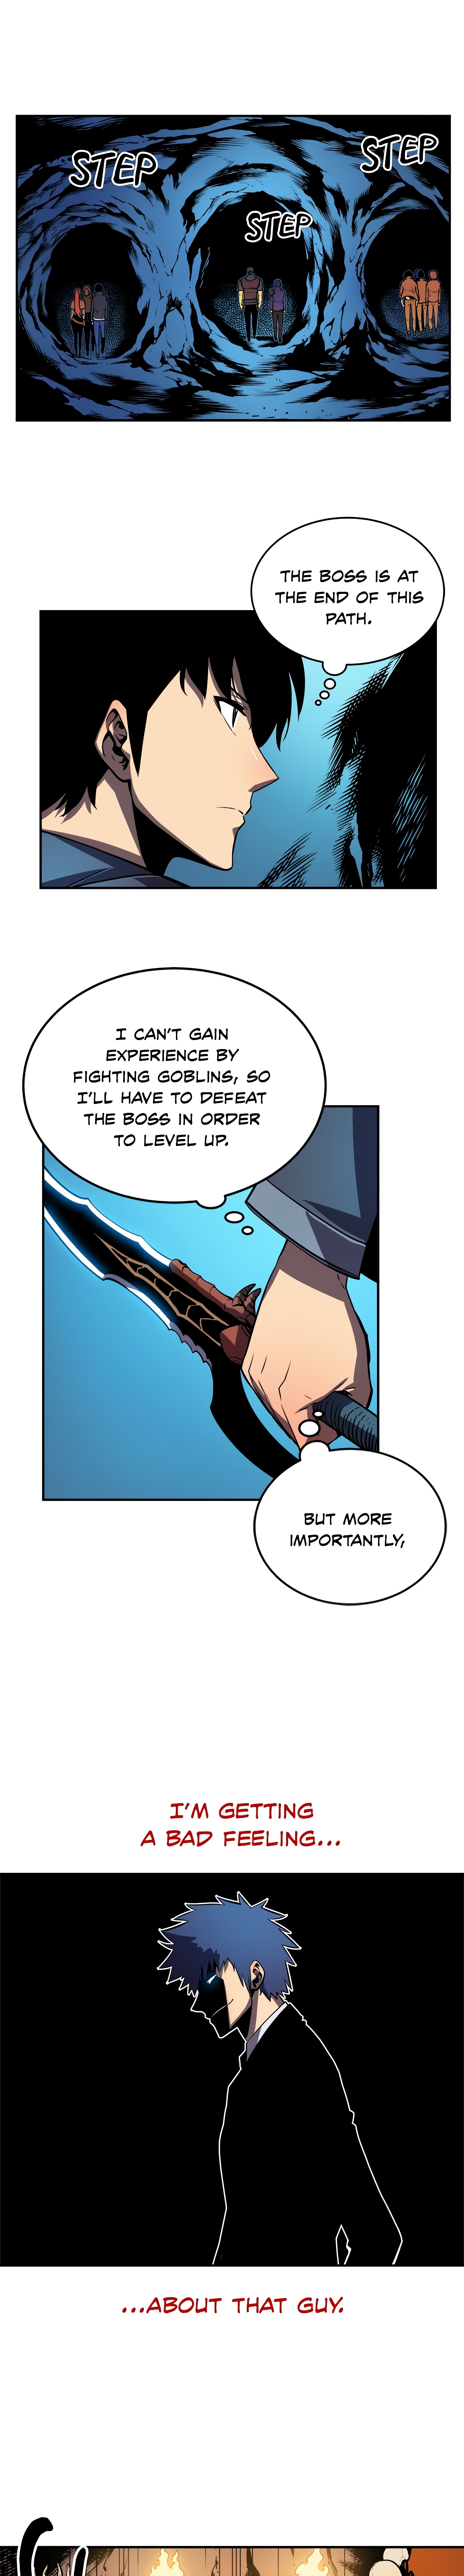 STEP
STEP
STEP
THE BOSS IS AT
THE END OF THIS
PATH.
I CAN'T GAIN
EXPERIENCE BY
FIGHTING GOBLINS, SO
I'LL HAVE TO DEFEAT
THE BOSS IN ORDER
TO LEVEL UP.
BUT MORE
IMPORTANTLY,
I'M GETTING
A BAD FEELING...
...ABOUT THAT GUY.